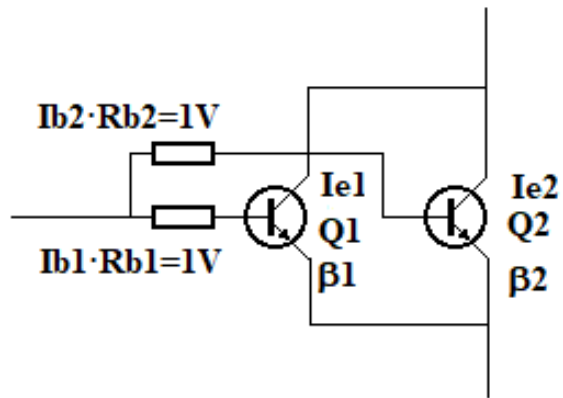 Ib2·Rb2=1V
Ie1
Ie2
Q1
Q2
Ib1·Rb1=1V
β1
β2